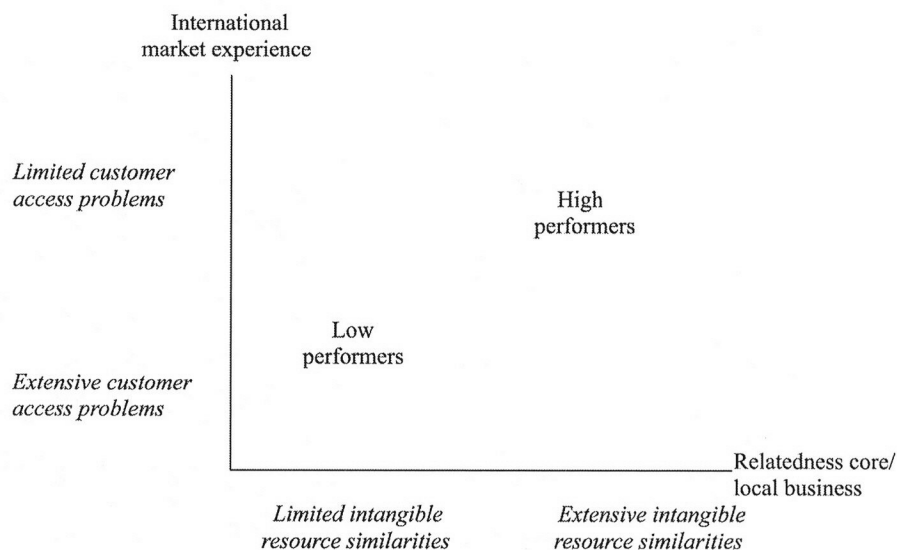 International
market experience
Limited customer
access problems
High
performers
Low
performers
Extensive customer
access problems
Relatedness core/
local business
Limited intangible
resource similarities
Extensive intangible
resource similarities